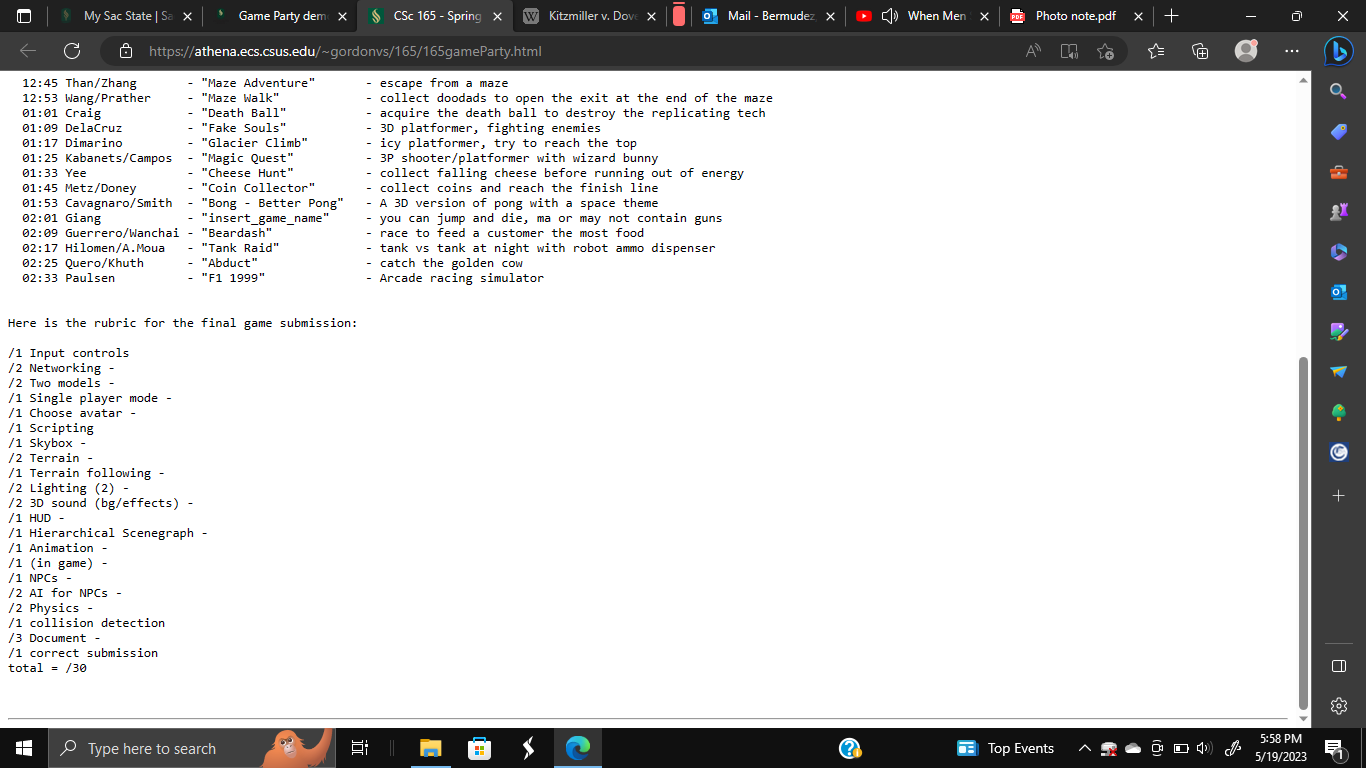 My Sac State | Sa
Game Party dem
CSc 165 - Spring
Kitzmiller v. Dove
Mail - Bermudez,
When Men
Photo note.pdf
https://athena.ecs.csus.edu/~gordonvs/165/165gameParty.html
12:45 Than/Zhang - "Maze Adventure" - escape from a maze
12:53 Wang/Prather - "Maze Walk" - collect doodads to open the exit at the end of the maze
01:01 Craig - "Death Ball" - acquire the death ball to destroy the replicating tech
01:09 DelaCruz - "Fake Souls" - 3D platformer, fighting enemies
01:17 Dimarino - "Glacier Climb" - icy platformer, try to reach the top
01:25 Kabanets/Campos - "Magic Quest" - 3P shooter/platformer with wizard bunny
01:33 Yee - "Cheese Hunt" - collect falling cheese before running out of energy
01:45 Metz/Doney - "Coin Collector" - collect coins and reach the finish line
01:53 Cavagnaro/Smith - "Bong - Better Pong" - A 3D version of pong with a space theme
02:01 Giang - "insert_game_name" - you can jump and die, ma or may not contain guns
02:09 Guerrero/Wanchai - "Beardash" - race to feed a customer the most food
02:17 Hilomen/A.Moua - "Tank Raid" - tank vs tank at night with robot ammo dispenser
02:25 Quero/Khuth - "Abduct" - catch the golden cow
02:33 Paulsen - "F1 1999" - Arcade racing simulator
Here is the rubric for the final game submission:
/1 Input controls
/2 Networking -
/2 Two models -
/1 Single player mode -
/1 Choose avatar -
/1 Scripting
/1 Skybox -
/2 Terrain -
/1 Terrain following -
/2 Lighting (2) -
/2 3D sound (bg/effects) -
/1 HUD -
/1 Hierarchical Scenegraph -
/1 Animation -
/1 (in game) -
/1 NPCs -
/2 AI for NPCs -
/2 Physics -
/1 collision detection
/3 Document -
/1 correct submission
total = /30
Type here to search
Top Events
5:58 PM
5/19/2023
1